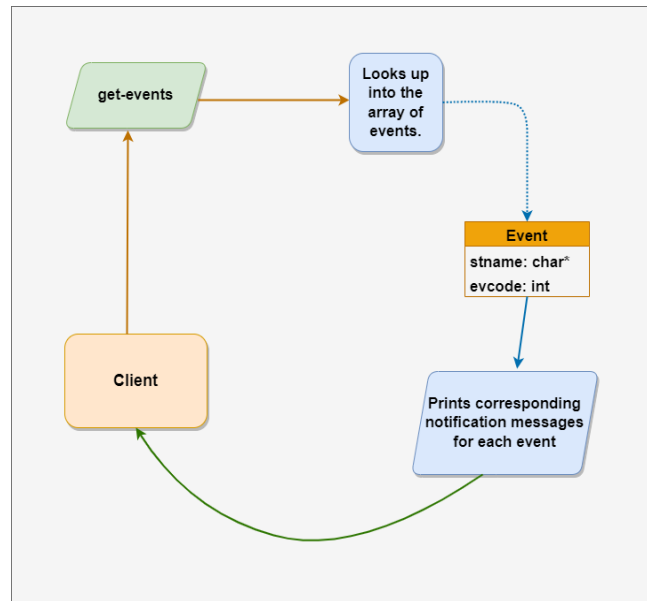 get-events
Looks up
into the
array of
events.
Event
stname: char*
evcode: int
Client
Prints corresponding
notification messages
for each event